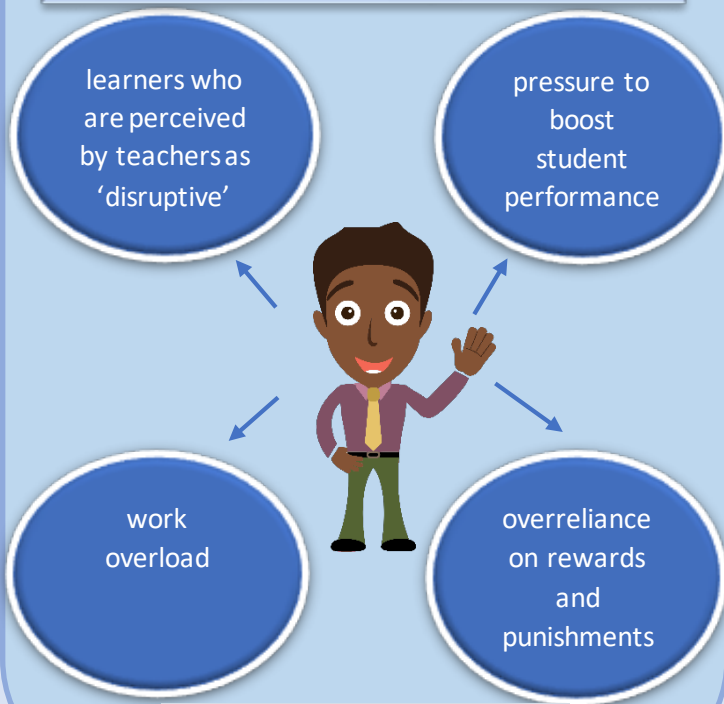 learners who
are perceived
by teachers as
‘disruptive’
pressure to
boost
student
performance
work
overload
overreliance
on rewards
and
punishments